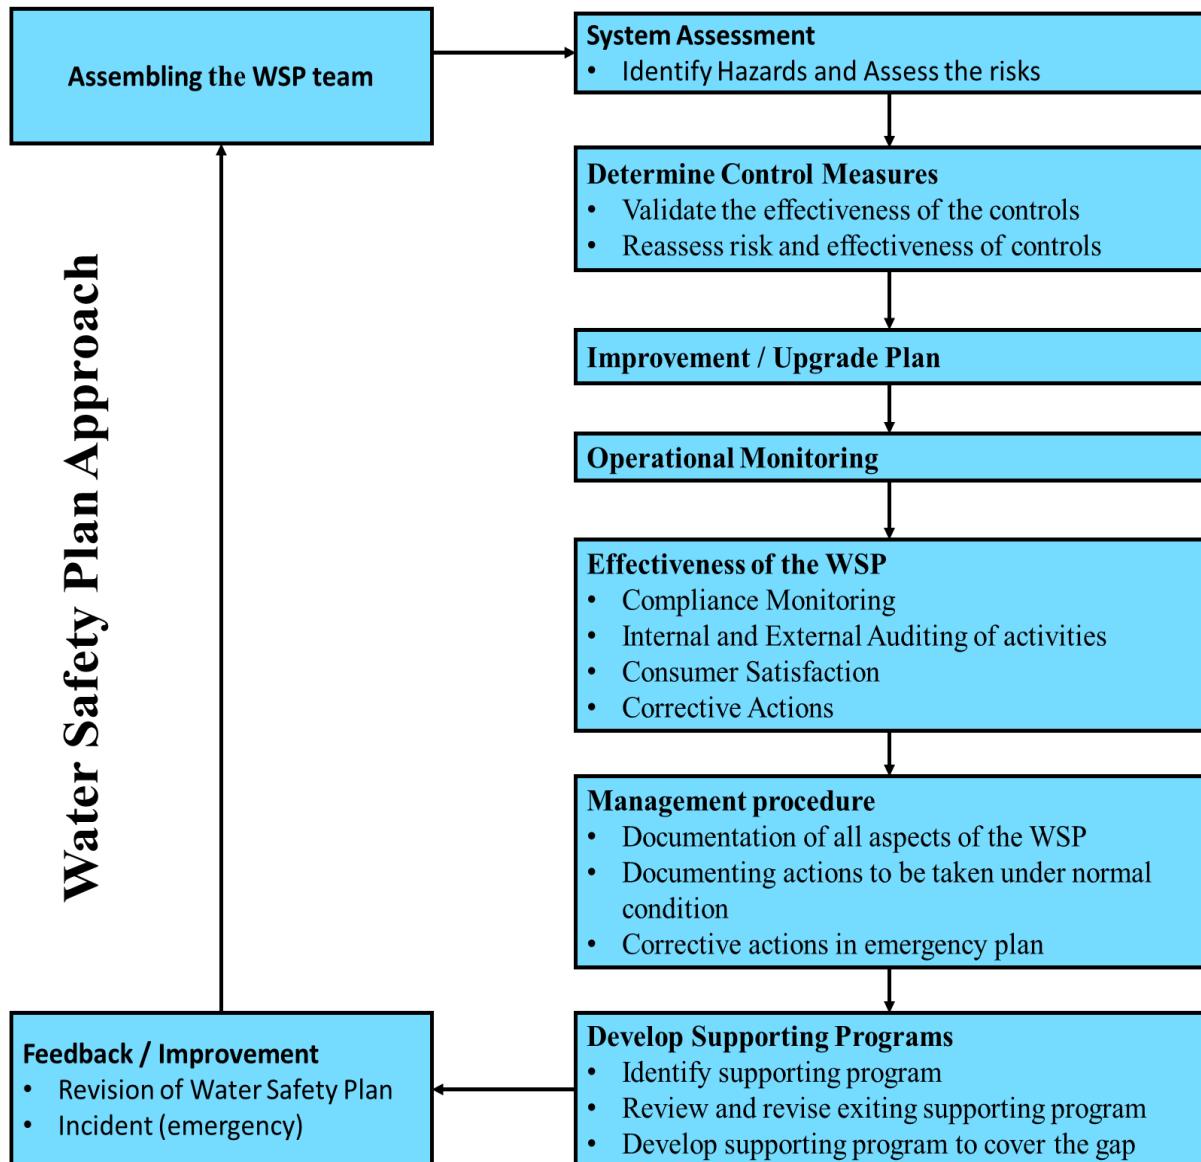 Assembling the WSP team
System Assessment
• Identify Hazards and Assess the risks
Determine Control Measures
• Validate the effectiveness of the controls
• Reassess risk and effectiveness of controls
Improvement / Upgrade Plan
Operational Monitoring
Effectiveness of the WSP
• Compliance Monitoring
• Internal and External Auditing of activities
• Consumer Satisfaction
• Corrective Actions
Management procedure
• Documentation of all aspects of the WSP
• Documenting actions to be taken under normal
condition
• Corrective actions in emergency plan
Develop Supporting Programs
• Identify supporting program
• Review and revise exiting supporting program
• Develop supporting program to cover the gap
Feedback / Improvement
• Revision of Water Safety Plan
• Incident (emergency)
Water Safety Plan Approach